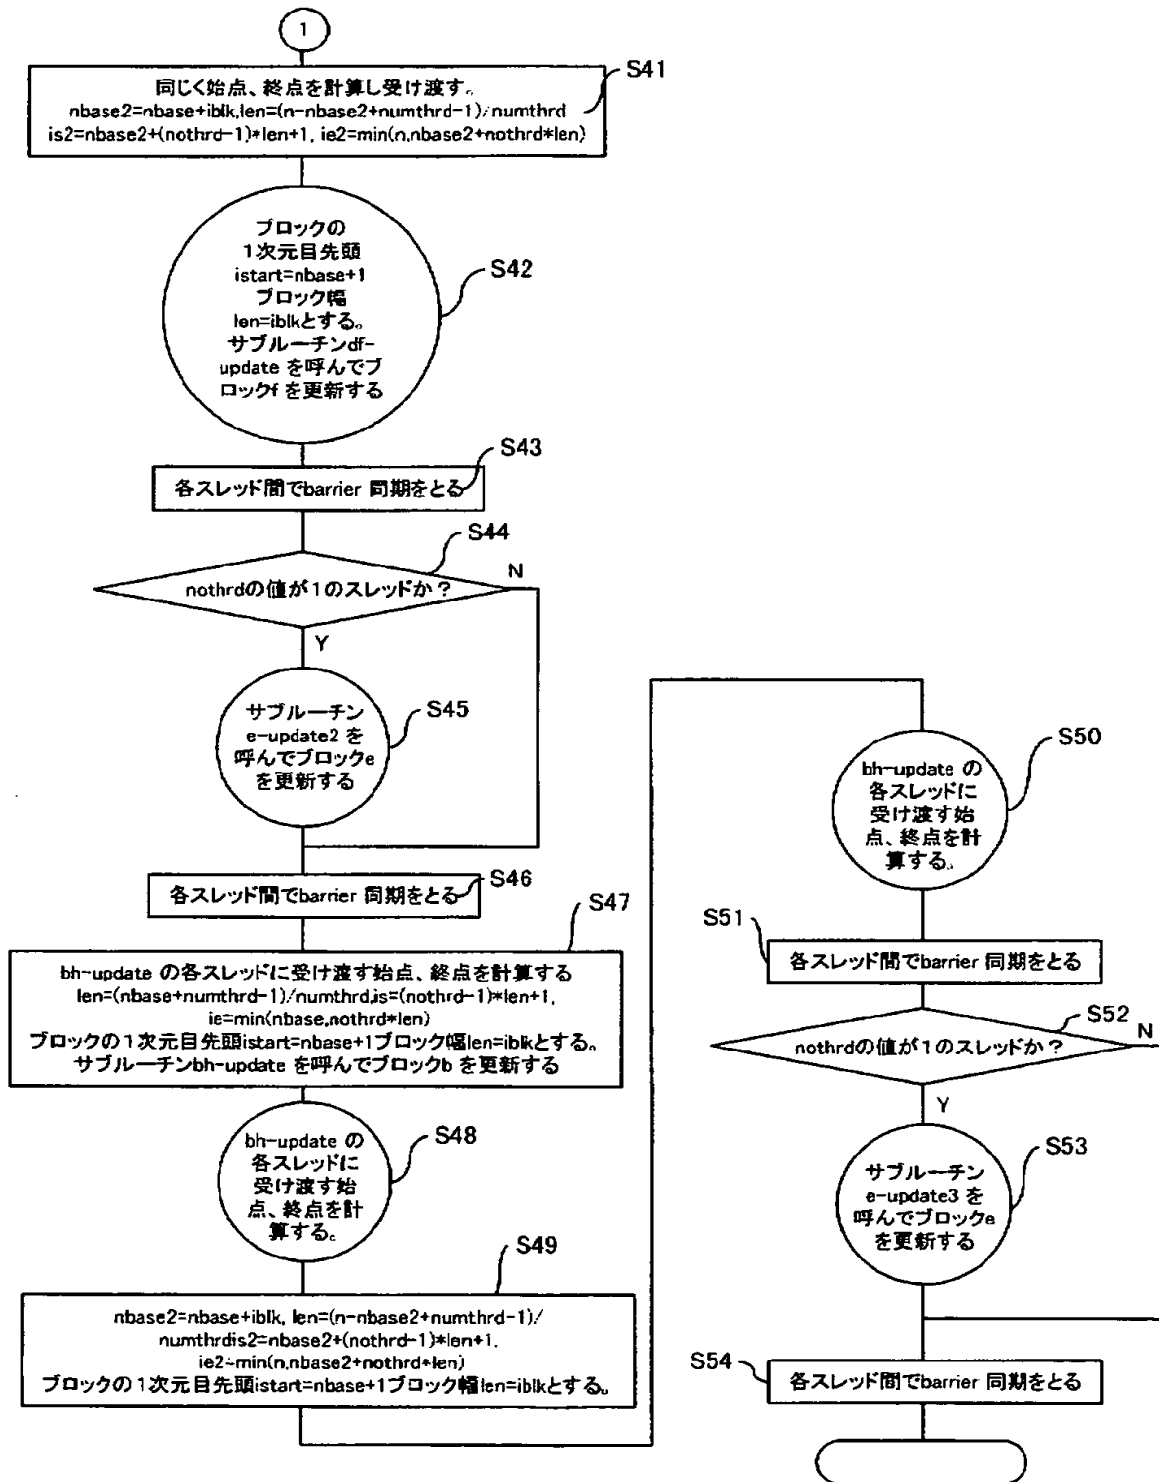 1
同じく始点、終点を計算し受け渡す。
nbase2=nbase+iblk,len=(n-nbase2+numthrd-1)/numthrd
is2=nbase2+(nothrd-1)*len+1, ie2=min(n,nbase2+nothrd*len)
S41
ブロックの
1次元目先頭
istart=nbase+1
ブロック幅
len=iblkとする。
サブルーチンdf-
update を呼んでブ
ロックf を更新する
S42
S43
各スレッド間でbarrier 同期をとる
S44
nothrdの値が1のスレッドか?
N
Y
サブルーチン
e-update2 を
呼んでブロックe
を更新する
S45
各スレッド間でbarrier 同期をとる
S46
S47
bh-update の各スレッドに受け渡す始点、終点を計算する
len=(nbase+numthrd-1)/numthrd,is=(nothrd-1)*len+1,
ie=min(nbase,nothrd*len)
ブロックの1次元目先頭istart=nbase+1ブロック幅len=iblkとする。
サブルーチンbh-update を呼んでブロックb を更新する
bh-update の
各スレッドに
受け渡す始
点、終点を計
算する。
S48
S49
nbase2=nbase+iblk, len=(n-nbase2+numthrd-1)/
numthrdis2=nbase2+(nothrd-1)*len+1,
ie2=min(n,nbase2+nothrd*len)
ブロックの1次元目先頭istart=nbase+1ブロック幅len=iblkとする。
bh-update の
各スレッドに
受け渡す始
点、終点を計
算する。
S50
S51
各スレッド間でbarrier 同期をとる
S52
nothrdの値が1のスレッドか?
N
Y
サブルーチン
e-update3 を
呼んでブロックe
を更新する
S53
S54
各スレッド間でbarrier 同期をとる